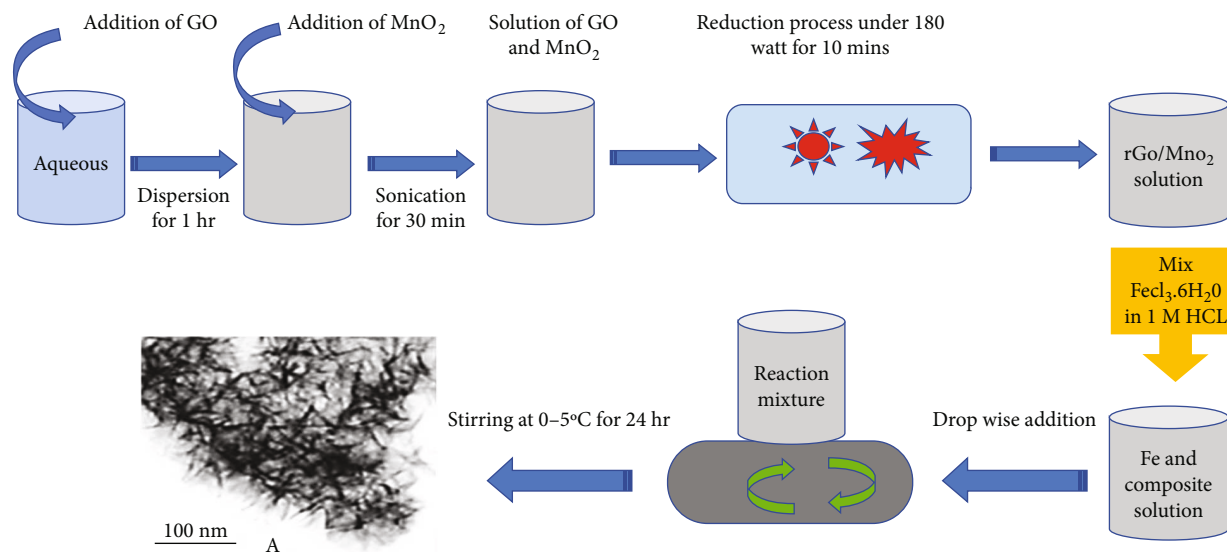 Addition of GO
Addition of MnO₂
Solution of GO
and MnO₂
Reduction process under 180
watt for 10 mins
Aqueous
Dispersion
for 1 hr
Sonication
for 30 min
rGo/Mno₂
solution
Mix
Fecl₃.6H₂0
in 1 M HCL
Fe and
composite
solution
Drop wise addition
Reaction
mixture
Stirring at 0–5ºC for 24 hr
100 nm
A